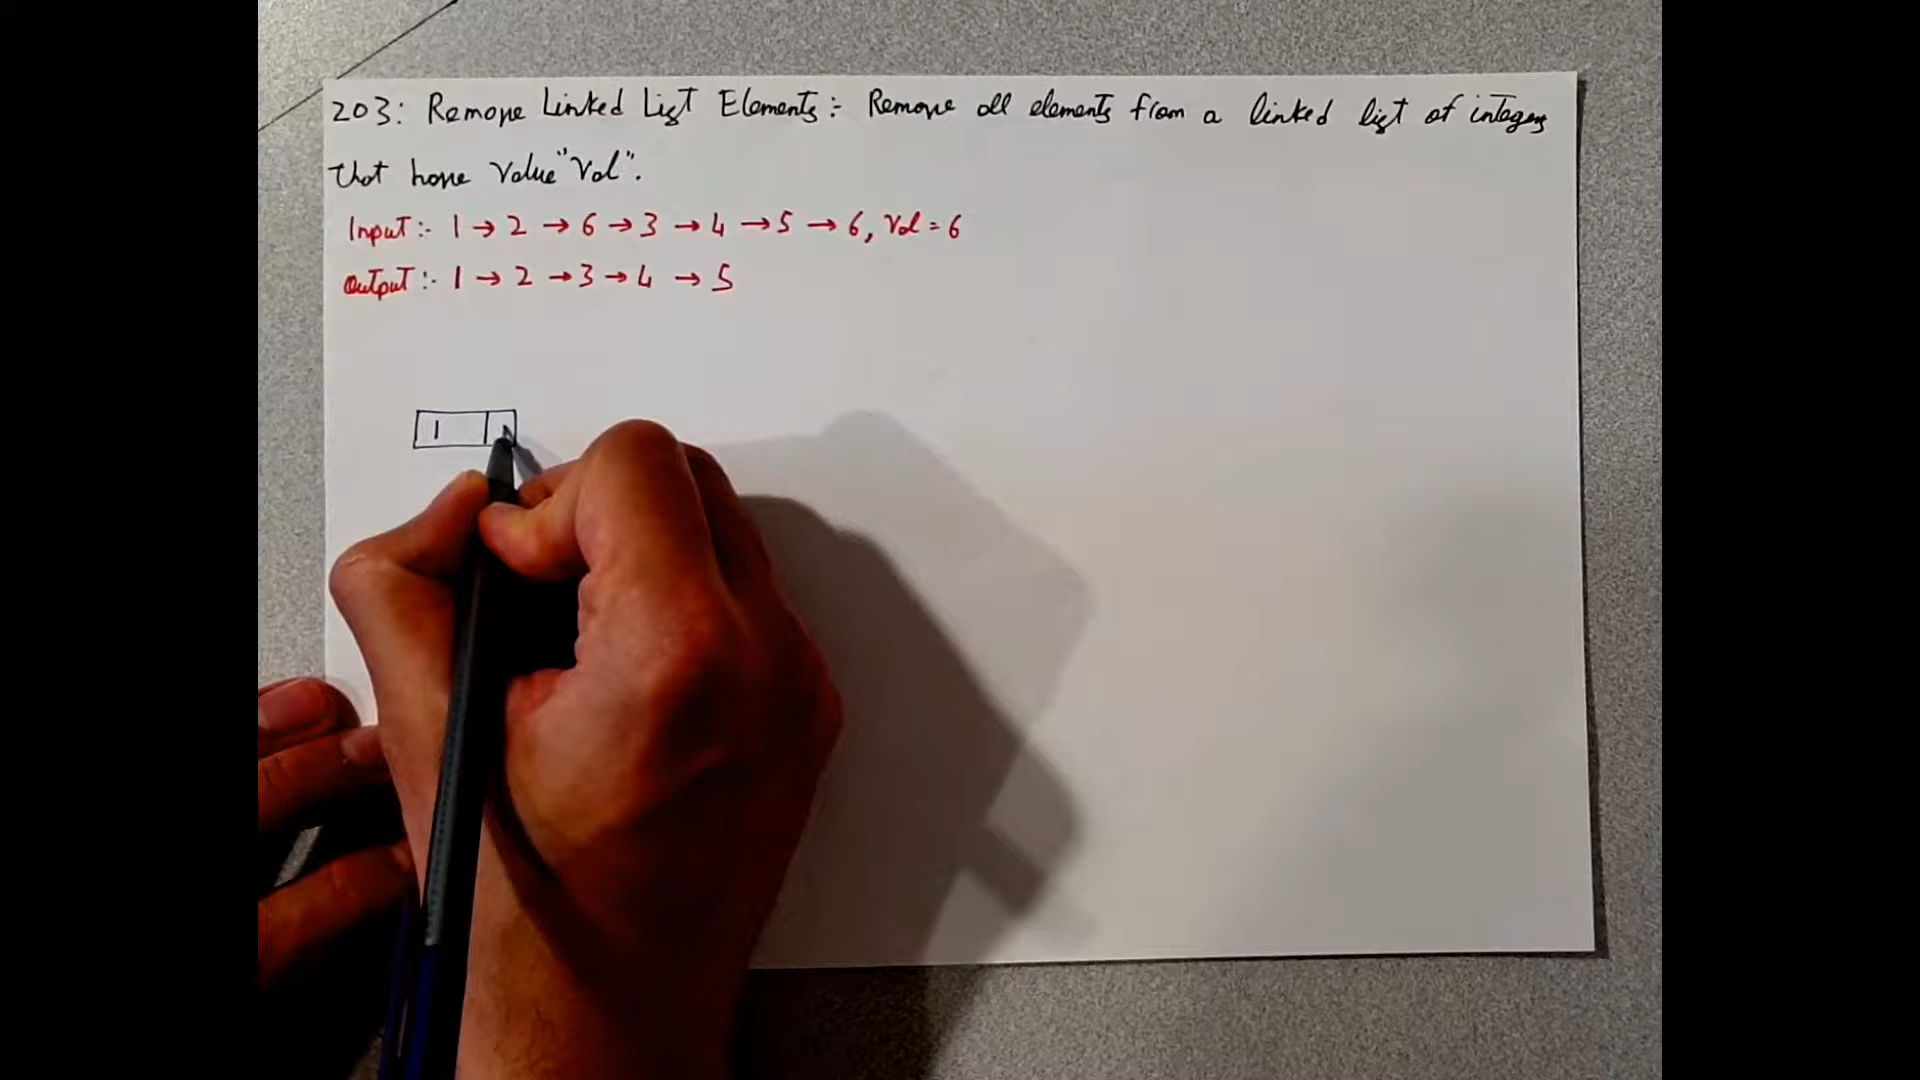 203: Remove Linked List Elements:- Remove all elements from a linked list of integers
that have Value "Val".
Input:- 1 → 2 → 6 → 3 → 4 → 5 → 6, Val = 6
Output:- 1 → 2 → 3 → 4 → 5
1